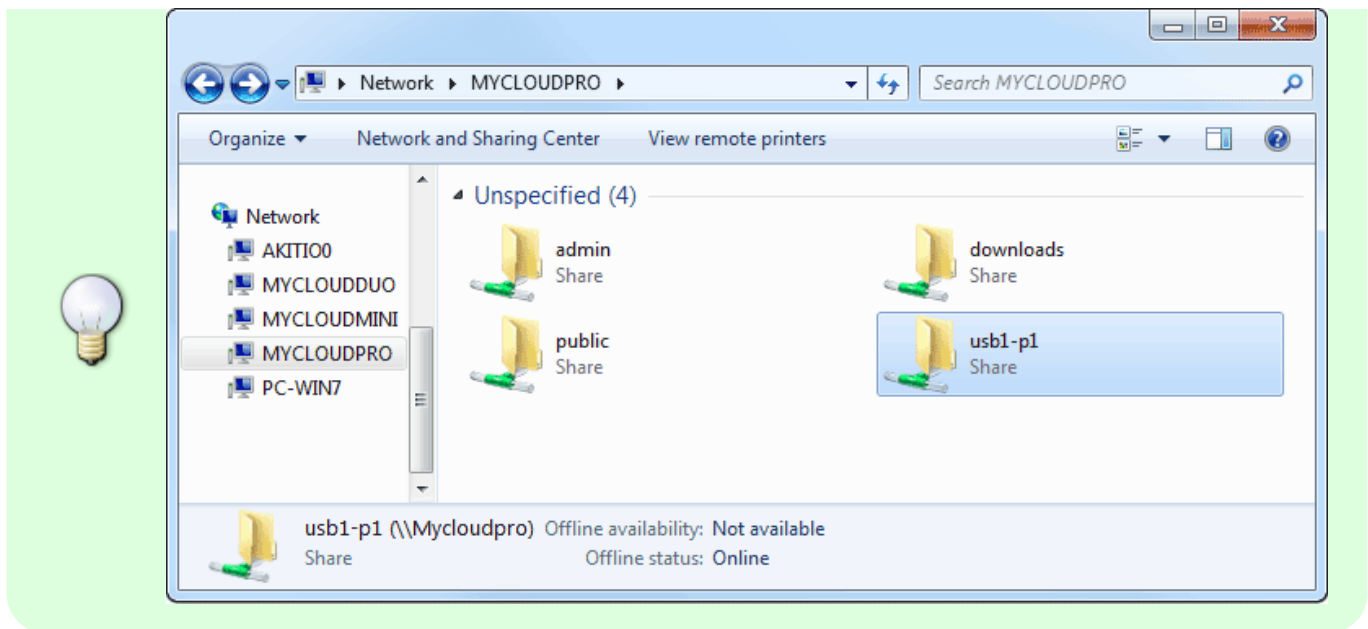 Network MYCLOUDPRO
Search MYCLOUDPRO
Organize Network and Sharing Center View remote printers
Network
AKITIO0
MYCLOUDDUO
MYCLOUDMINI
MYCLOUDPRO
PC-WIN7
Unspecified (4)
admin
Share
downloads
Share
public
Share
usb1-p1
Share
usb1-p1 (\\Mycloudpro) Offline availability: Not available
Share Offline status: Online